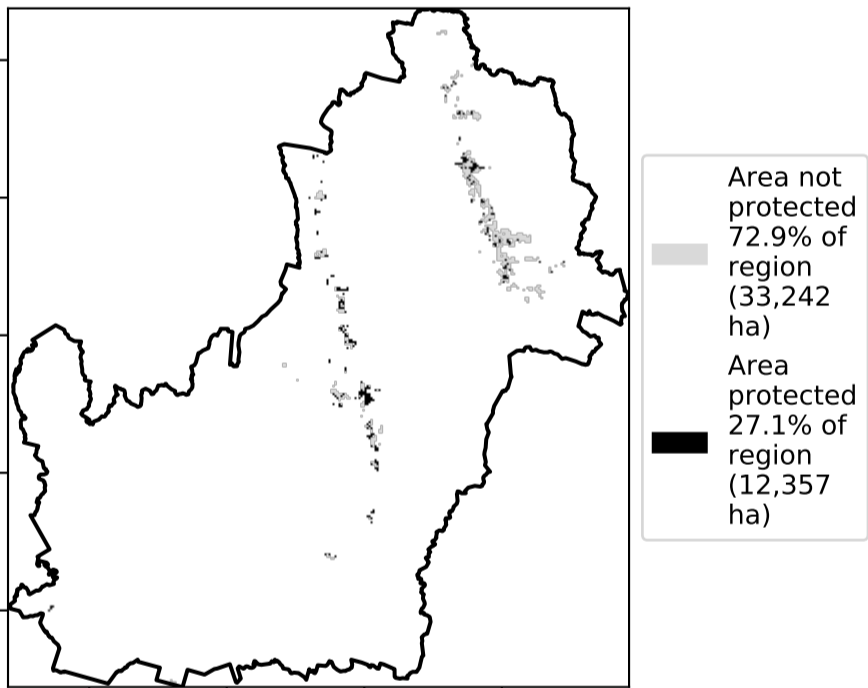 Area not
protected
72.9% of
region
(33,242
ha)
Area
protected
27.1% of
region
(12,357
ha)